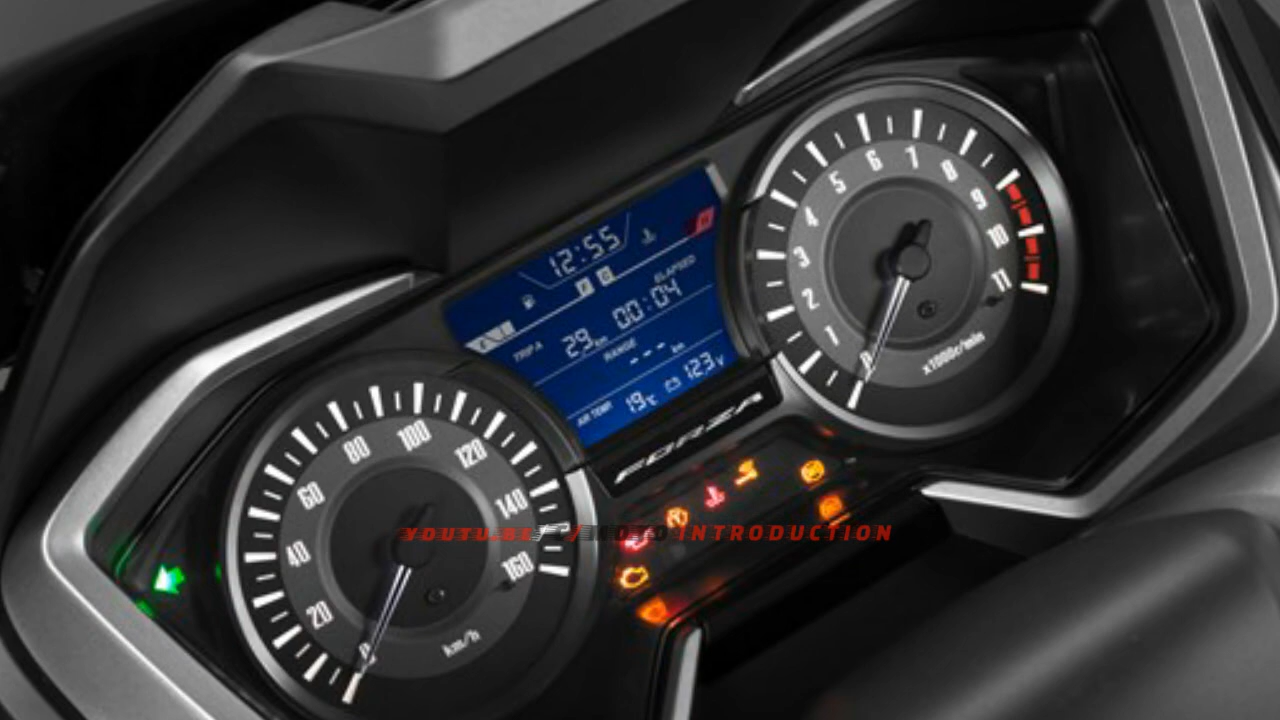 12:55
H
F C
TRIP A 29 km
ELAPSED 00:04
RANGE --- km
AIR TEMP 19°C 12.3 V
FORZA
0 1 2 3 4 5 6 7 8 9 10 11
x1000r/min
0 20 40 60 80 100 120 140 160
km/h
INTRODUCTION